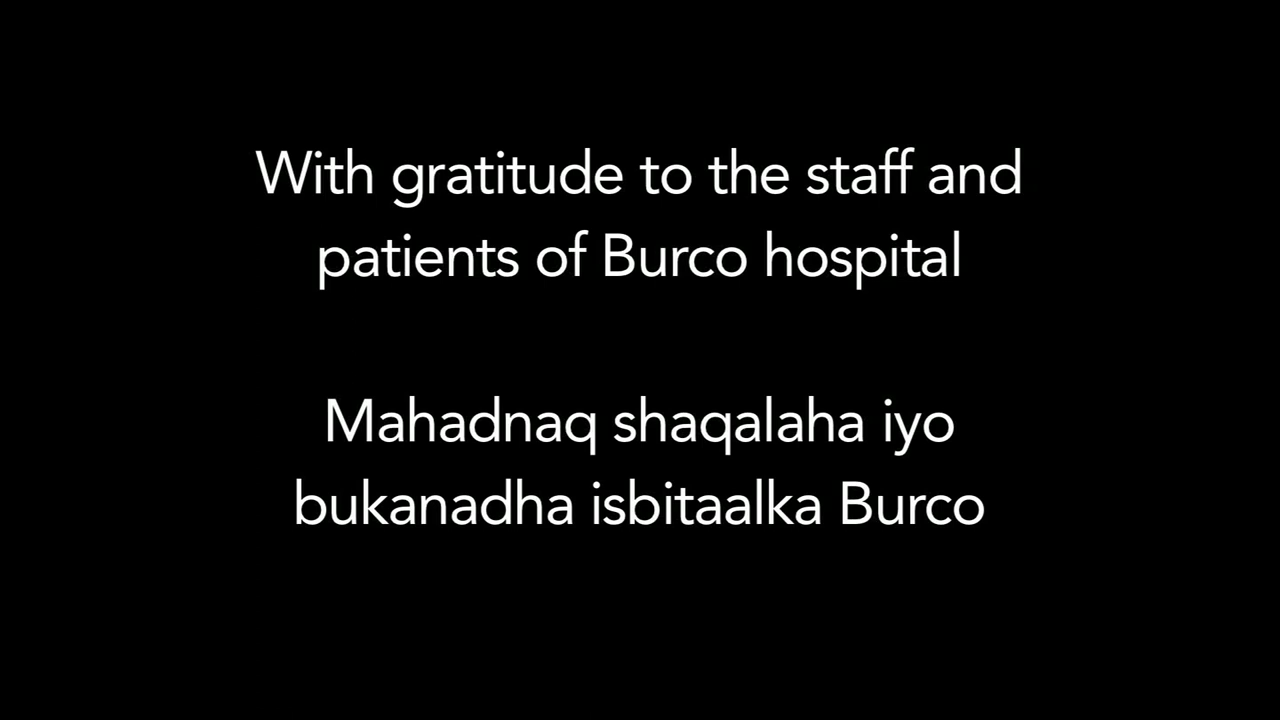 With gratitude to the staff and
patients of Burco hospital
Mahadnaq shaqalaha iyo
bukanadha isbitaalka Burco